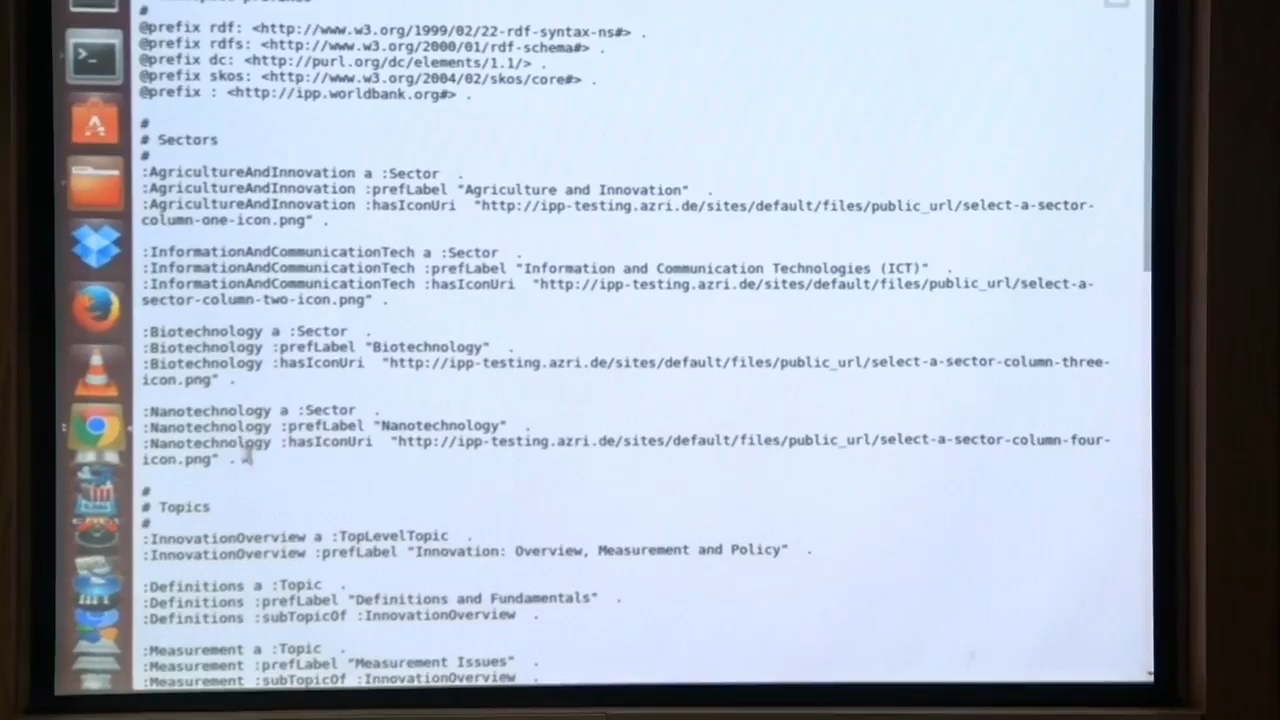 #
@prefix rdf: <http://www.w3.org/1999/02/22-rdf-syntax-ns#> .
@prefix rdfs: <http://www.w3.org/2000/01/rdf-schema#> .
@prefix dc: <http://purl.org/dc/elements/1.1/> .
@prefix skos: <http://www.w3.org/2004/02/skos/core#> .
@prefix : <http://ipp.worldbank.org#> .
#
# Sectors
#
:AgricultureAndInnovation a :Sector .
:AgricultureAndInnovation :prefLabel "Agriculture and Innovation" .
:AgricultureAndInnovation :hasIconUri "http://ipp-testing.azri.de/sites/default/files/public_url/select-a-sector-
column-one-icon.png" .
:InformationAndCommunicationTech a :Sector .
:InformationAndCommunicationTech :prefLabel "Information and Communication Technologies (ICT)" .
:InformationAndCommunicationTech :hasIconUri "http://ipp-testing.azri.de/sites/default/files/public_url/select-a-
sector-column-two-icon.png" .
:Biotechnology a :Sector .
:Biotechnology :prefLabel "Biotechnology" .
:Biotechnology :hasIconUri "http://ipp-testing.azri.de/sites/default/files/public_url/select-a-sector-column-three-
icon.png" .
:Nanotechnology a :Sector .
:Nanotechnology :prefLabel "Nanotechnology" .
:Nanotechnology :hasIconUri "http://ipp-testing.azri.de/sites/default/files/public_url/select-a-sector-column-four-
icon.png" .
#
# Topics
#
:InnovationOverview a :TopLevelTopic .
:InnovationOverview :prefLabel "Innovation: Overview, Measurement and Policy" .
:Definitions a :Topic .
:Definitions :prefLabel "Definitions and Fundamentals" .
:Definitions :subTopicOf :InnovationOverview .
:Measurement a :Topic .
:Measurement :prefLabel "Measurement Issues" .
:Measurement :subTopicOf :InnovationOverview .